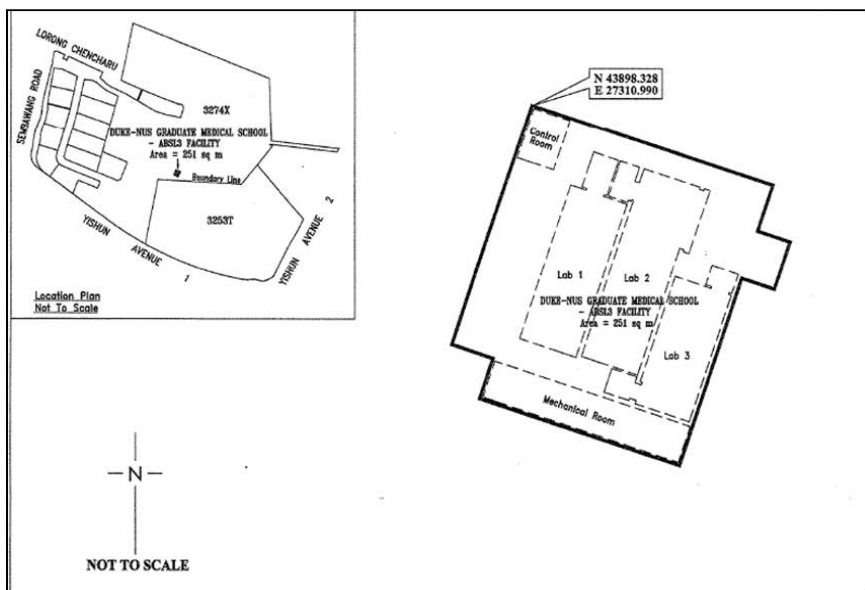 LORONG CHENCHARU
SEMBAWANG ROAD
3274X
DUKE-NUS GRADUATE MEDICAL SCHOOL
- ABSL3 FACILITY
Area = 251 sq m
Boundary Line
3253T
YISHUN AVENUE 1
YISHUN AVENUE 2
Location Plan
Not To Scale
N 43898.328
E 27310.990
Control
Room
Lab 1
Lab 2
DUKE-NUS GRADUATE MEDICAL SCHOOL
- ABSL3 FACILITY
Area = 251 sq m
Lab 3
Mechanical Room
N
NOT TO SCALE